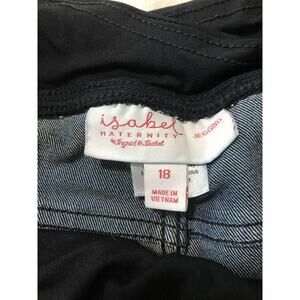 isabel
MATERNITY
by Ingrid & Isabel
JEGGING
18
MADE IN
VIETNAM